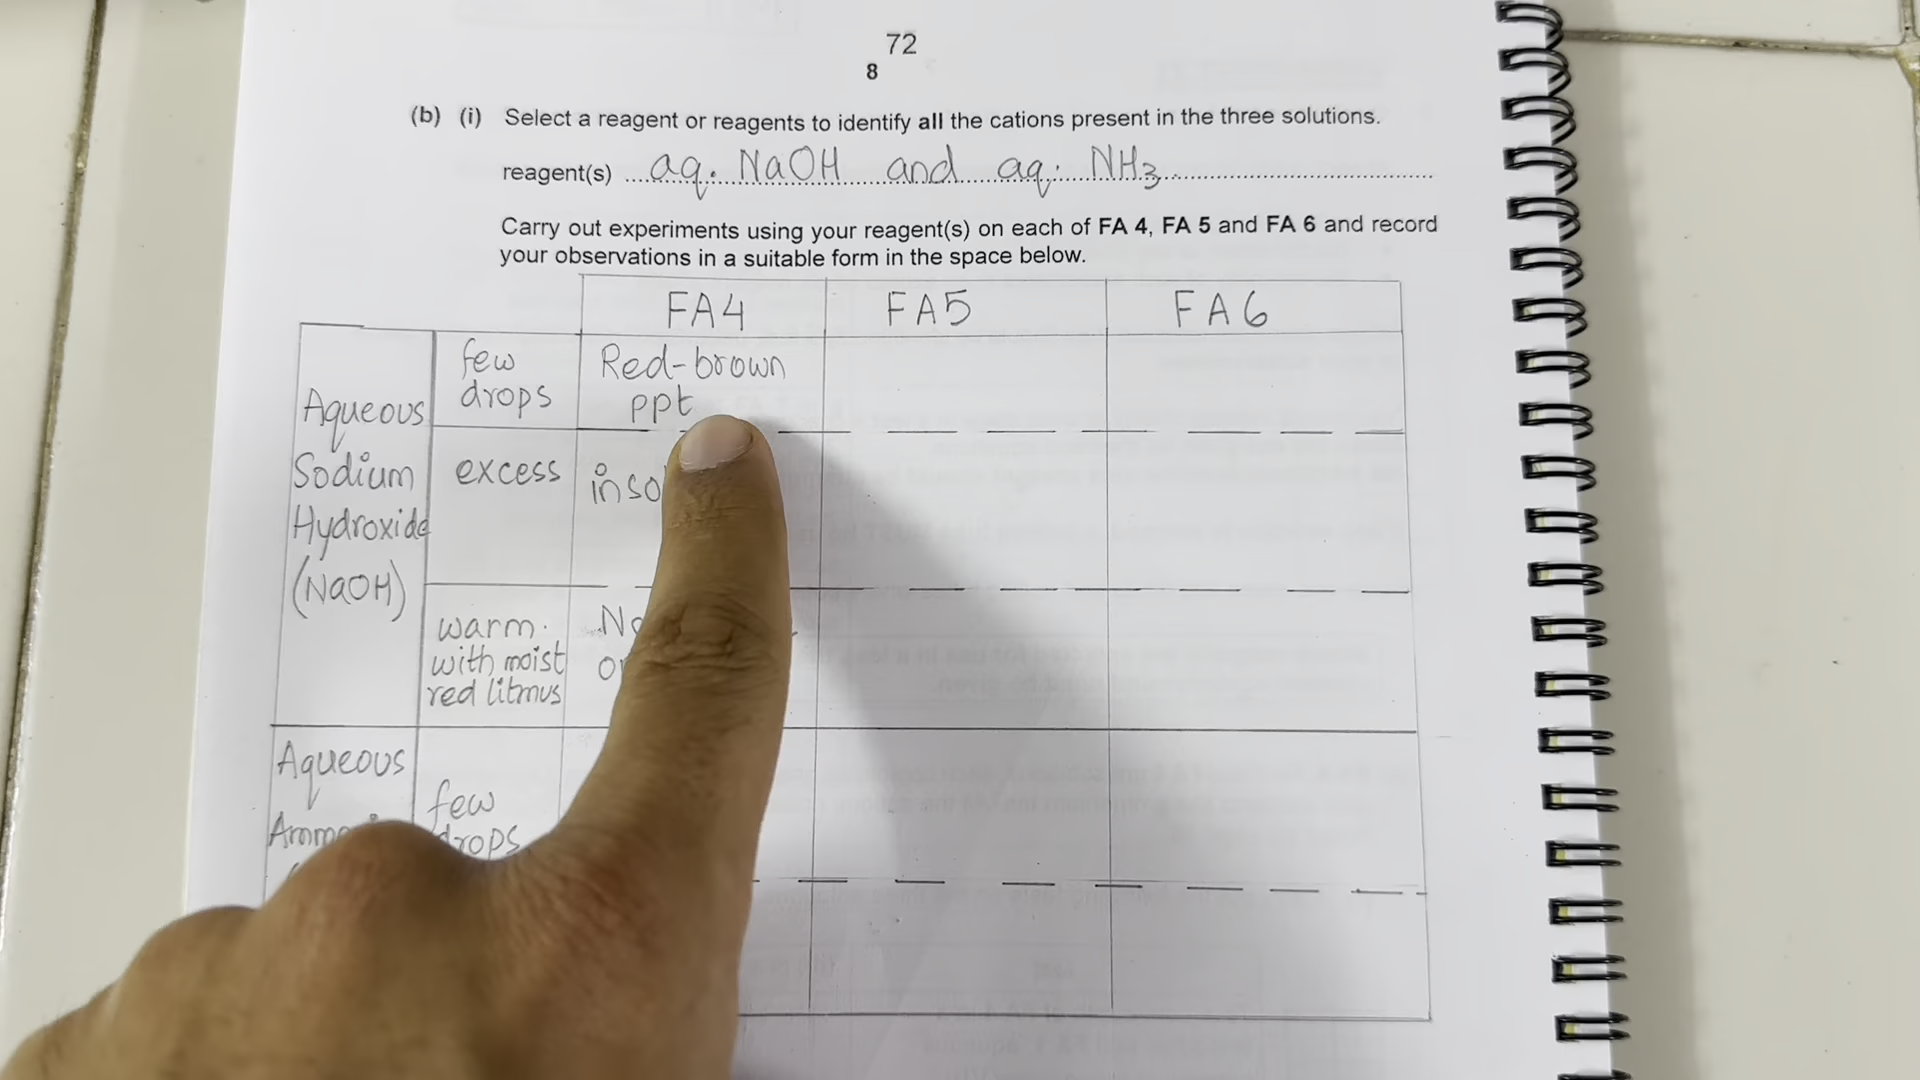 72
8
(b) (i) Select a reagent or reagents to identify all the cations present in the three solutions.
reagent(s) aq. NaOH and aq. NH3
Carry out experiments using your reagent(s) on each of FA 4, FA 5 and FA 6 and record
your observations in a suitable form in the space below.
FA4 FA5 FA6
Aqueous
Sodium
Hydroxide
(NaOH)
few
drops
Red-brown
ppt
excess
warm.
with moist
red litmus
Aqueous
few
drops